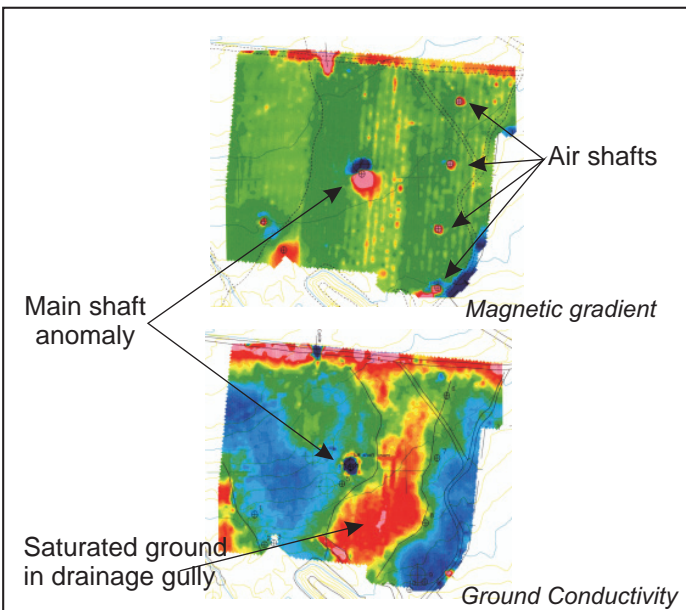 Air shafts
Magnetic gradient
Main shaft
anomaly
Saturated ground
in drainage gully
Ground Conductivity